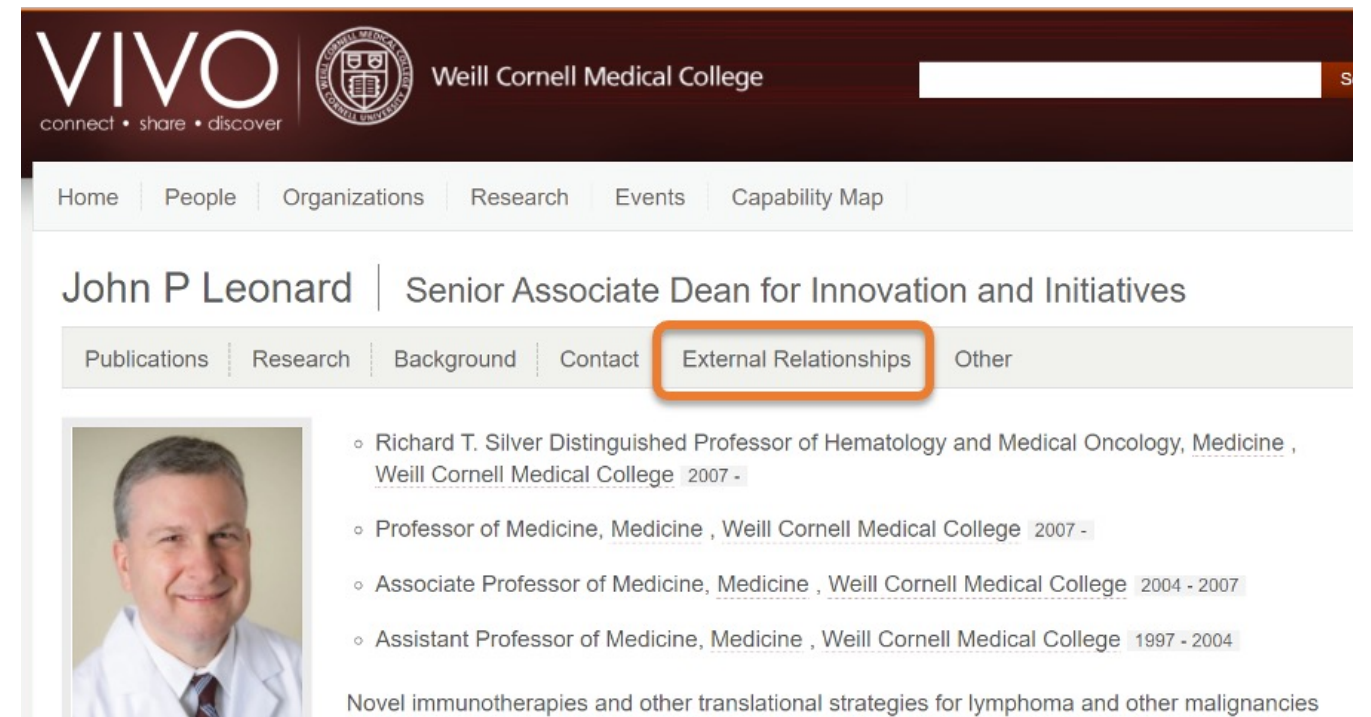 VIVO
connect • share • discover
Weill Cornell Medical College
Home People Organizations Research Events Capability Map
John P Leonard Senior Associate Dean for Innovation and Initiatives
Publications Research Background Contact External Relationships Other
Richard T. Silver Distinguished Professor of Hematology and Medical Oncology, Medicine ,
Weill Cornell Medical College 2007 -
Professor of Medicine, Medicine , Weill Cornell Medical College 2007 -
Associate Professor of Medicine, Medicine , Weill Cornell Medical College 2004 - 2007
Assistant Professor of Medicine, Medicine , Weill Cornell Medical College 1997 - 2004
Novel immunotherapies and other translational strategies for lymphoma and other malignancies